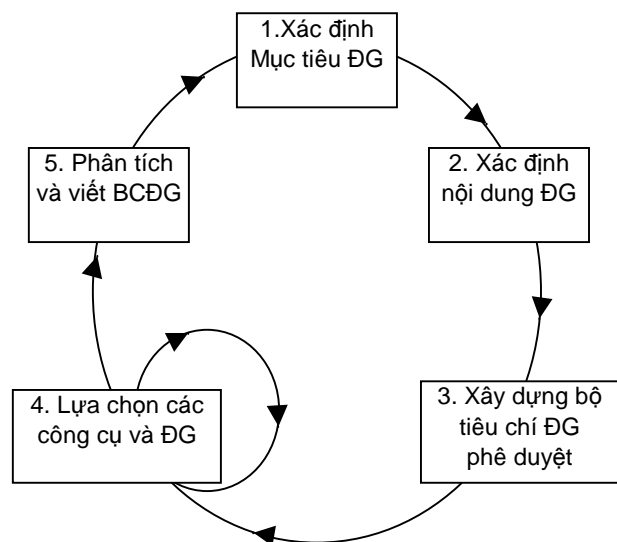 1.Xác định
Mục tiêu ĐG
2. Xác định
nội dung ĐG
3. Xây dựng bộ
tiêu chí ĐG
phê duyệt
4. Lựa chọn các
công cụ và ĐG
5. Phân tích
và viết BCĐG